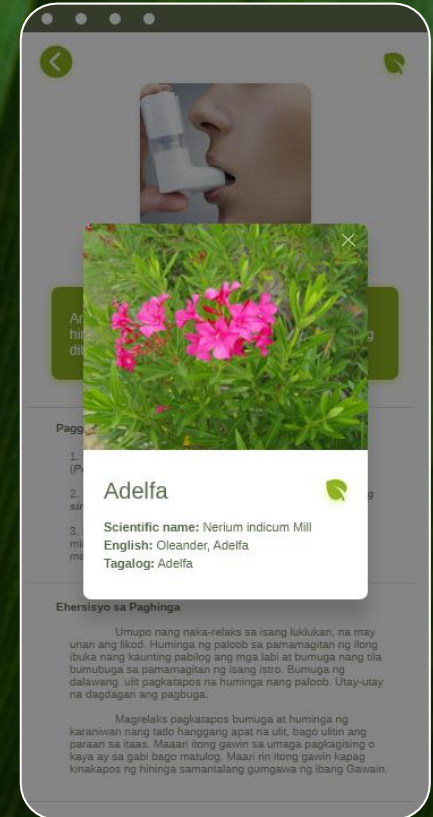 Adelfa
Scientific name: Nerium indicum Mill
English: Oleander, Adelfa
Tagalog: Adelfa
Pagg
1.
2.
3.
Ehersisyo sa Paghinga
Umupo nang naka-relaks sa isang luklukan, na may
unan ang likod. Huminga ng paloob sa pamamagitan ng ilong
ibuka nang kaunting pabilog ang mga labi at bumuga nang tila
bumubuga sa pamamagitan ng isang istro. Bumuga ng
dalawang ulit pagkatapos na huminga nang paloob. Utay-utay
na dagdagan ang pagbuga.
Magrelaks pagkatapos bumuga at huminga ng
karaniwan nang tatlo hanggang apat na ulit, bago ulitin ang
paraan sa itaas. Maaari itong gawin sa umaga pagkagising o
kaya ay sa gabi bago matulog. Maari rin itong gawin kapag
kinakapos ng hininga samantalang gumgawa ng ibang Gawain.